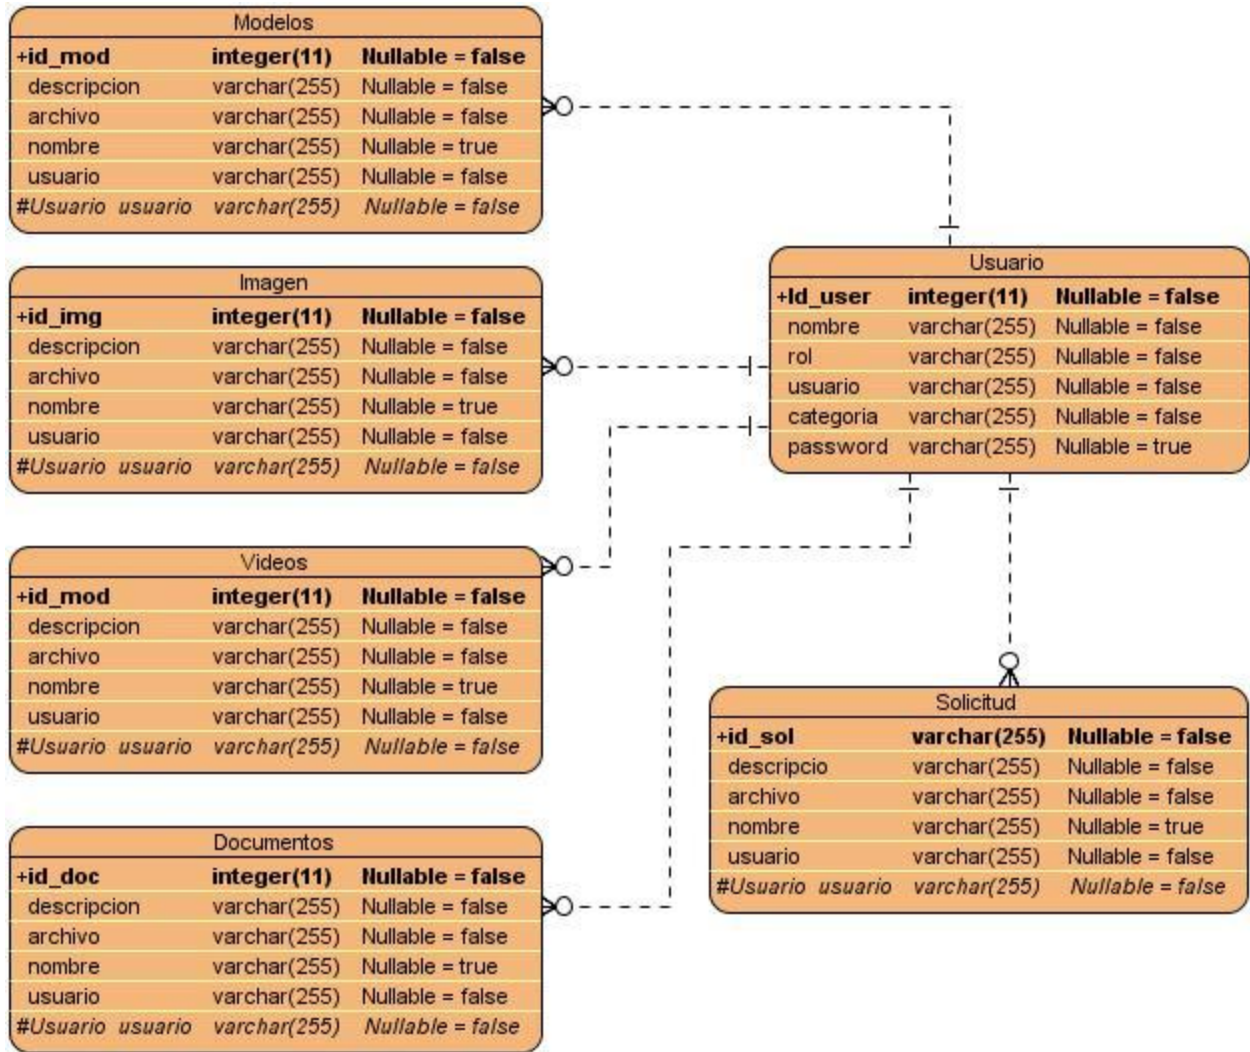 Modelos
+id_mod integer(11) Nullable = false
descripcion varchar(255) Nullable = false
archivo varchar(255) Nullable = false
nombre varchar(255) Nullable = true
usuario varchar(255) Nullable = false
#Usuario usuario varchar(255) Nullable = false
Imagen
+id_img integer(11) Nullable = false
descripcion varchar(255) Nullable = false
archivo varchar(255) Nullable = false
nombre varchar(255) Nullable = true
usuario varchar(255) Nullable = false
#Usuario usuario varchar(255) Nullable = false
Usuario
+Id_user integer(11) Nullable = false
nombre varchar(255) Nullable = false
rol varchar(255) Nullable = false
usuario varchar(255) Nullable = false
categoria varchar(255) Nullable = false
password varchar(255) Nullable = true
Videos
+id_mod integer(11) Nullable = false
descripcion varchar(255) Nullable = false
archivo varchar(255) Nullable = false
nombre varchar(255) Nullable = true
usuario varchar(255) Nullable = false
#Usuario usuario varchar(255) Nullable = false
Solicitud
+id_sol varchar(255) Nullable = false
descripcio varchar(255) Nullable = false
archivo varchar(255) Nullable = false
nombre varchar(255) Nullable = true
usuario varchar(255) Nullable = false
#Usuario usuario varchar(255) Nullable = false
Documentos
+id_doc integer(11) Nullable = false
descripcion varchar(255) Nullable = false
archivo varchar(255) Nullable = false
nombre varchar(255) Nullable = true
usuario varchar(255) Nullable = false
#Usuario usuario varchar(255) Nullable = false